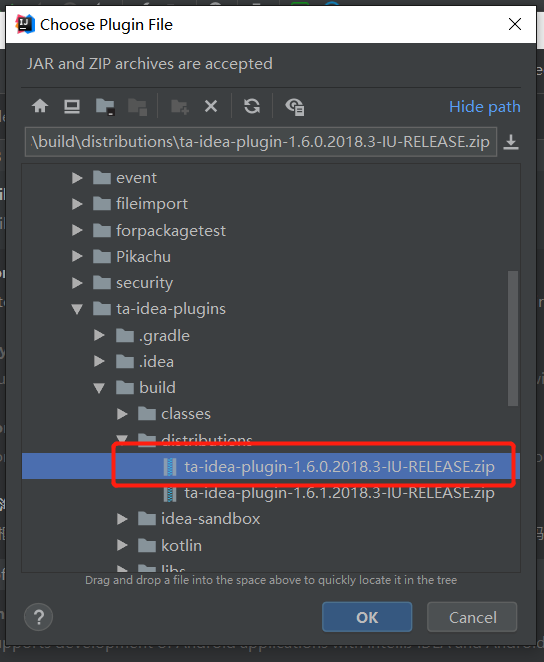 Choose Plugin File
JAR and ZIP archives are accepted
Hide path
\build\distributions\ta-idea-plugin-1.6.0.2018.3-IU-RELEASE.zip
event
fileimport
forpackagetest
Pikachu
security
ta-idea-plugins
.gradle
.idea
build
classes
distributions
ta-idea-plugin-1.6.0.2018.3-IU-RELEASE.zip
ta-idea-plugin-1.6.1.2018.3-IU-RELEASE.zip
idea-sandbox
kotlin
libs
Drag and drop a file into the space above to quickly locate it in the tree
?
OK
Cancel